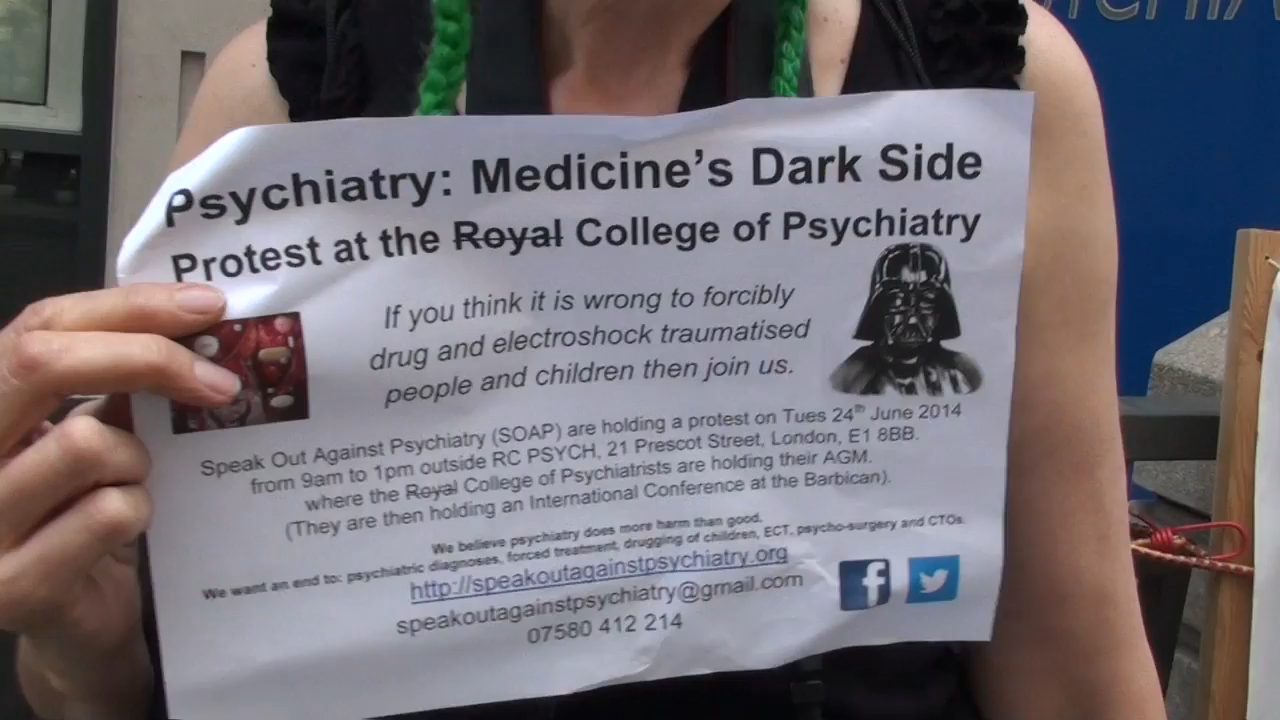 Psychiatry: Medicine's Dark Side
Protest at the Royal College of Psychiatry
If you think it is wrong to forcibly
drug and electroshock traumatised
people and children then join us.
Speak Out Against Psychiatry (SOAP) are holding a protest on Tues 24th June 2014
from 9am to 1pm outside RC PSYCH, 21 Prescot Street, London, E1 8BB.
where the Royal College of Psychiatrists are holding their AGM.
(They are then holding an International Conference at the Barbican).
We believe psychiatry does more harm than good.
We want an end to: psychiatric diagnoses, forced treatment, drugging of children, ECT, psycho-surgery and CTOs.
http://speakoutagainstpsychiatry.org
speakoutagainstpsychiatry@gmail.com
07580 412 214